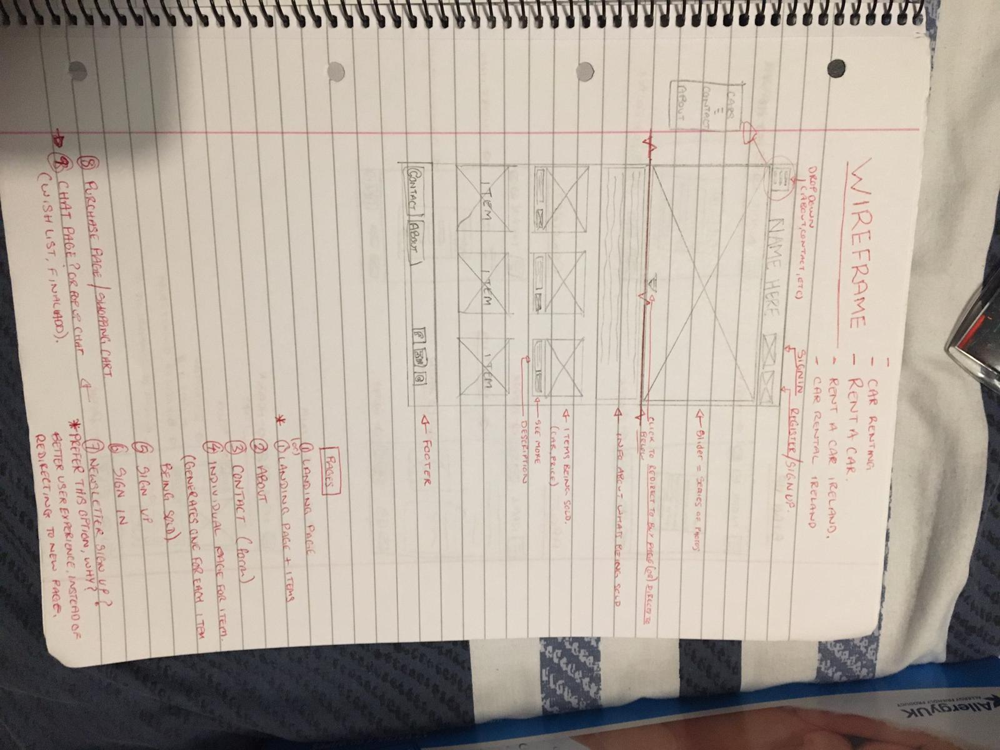 WIREFRAME
- CAR RENTING
- RENT A CAR.
- RENT A CAR IRELAND.
- CAR RENTAL IRELAND
DROP DOWN
(ABOUT, CONTACT, ETC)
SIGNIN REGISTER/SIGN UP.
NAME HERE
CARS
CONTACT
ABOUT
← Slider = SERIES OF PHOTOS
CLICK TO REDIRECT TO BUY PAGE (OR) DIRECT TO
BELOW
← INFO ABOUT WHATS BEING SOLD
← ITEMS BEING SOLD.
(CAR, PRICE)
← SEE MORE
DESCRIPTION
ITEM ITEM ITEM
CONTACT ABOUT
← FOOTER
PAGES
① LANDING PAGE
(OR)
* ① LANDING PAGE + ITEMS
② ABOUT
③ CONTACT (form)
④ INDIVIDUAL PAGE FOR ITEM.
(GENERATES ONE FOR EACH ITEM
BEING SOLD)
⑤ SIGN UP
⑥ SIGN IN
⑦ NEWSLETTER SIGN UP?
*PREFER THIS OPTION, WHY?
BETTER USER EXPERIENCE, INSTEAD OF
REDIRECTING TO NEW PAGE.
⑧ PURCHASE PAGE / SHOPPING CART
⑨ CHAT PAGE? OR POP UP CHAT
(WISH LIST, FINAL ADD).
AllergyUK
ALLERGY FRIENDLY PRODUCT